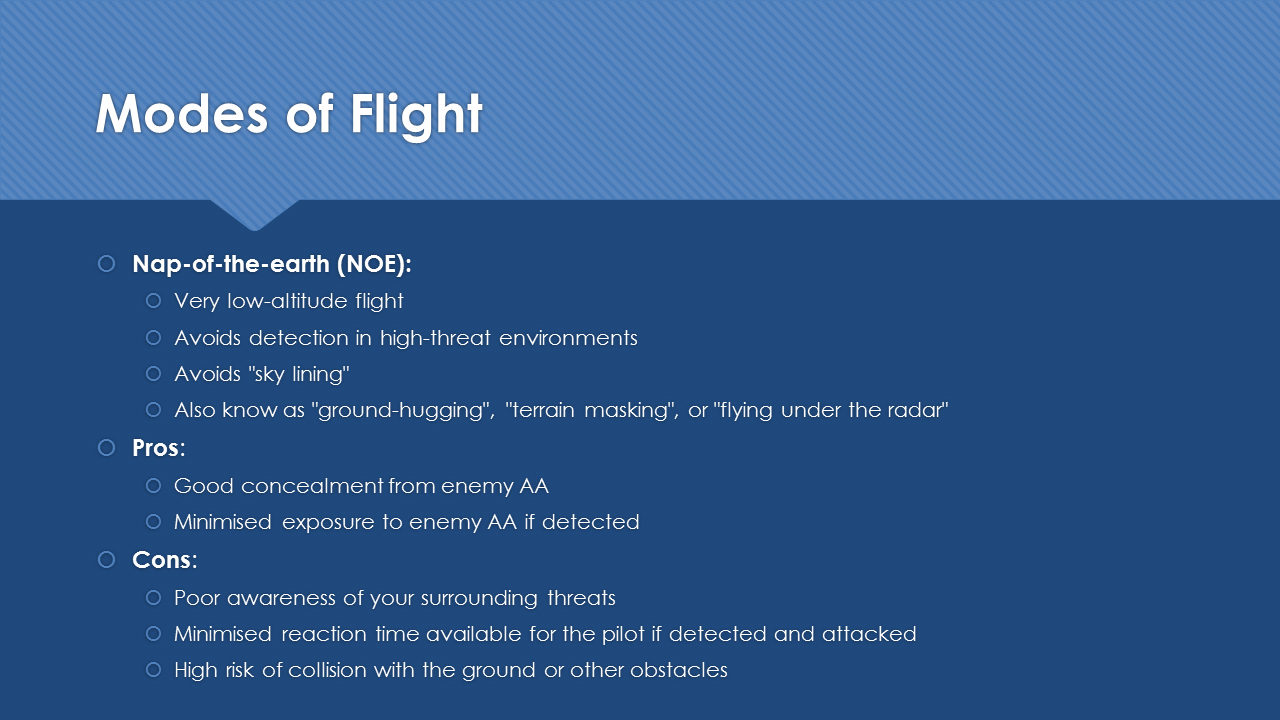 Modes of Flight
Nap-of-the-earth (NOE):
Very low-altitude flight
Avoids detection in high-threat environments
Avoids "sky lining"
Also know as "ground-hugging", "terrain masking", or "flying under the radar"
Pros:
Good concealment from enemy AA
Minimised exposure to enemy AA if detected
Cons:
Poor awareness of your surrounding threats
Minimised reaction time available for the pilot if detected and attacked
High risk of collision with the ground or other obstacles